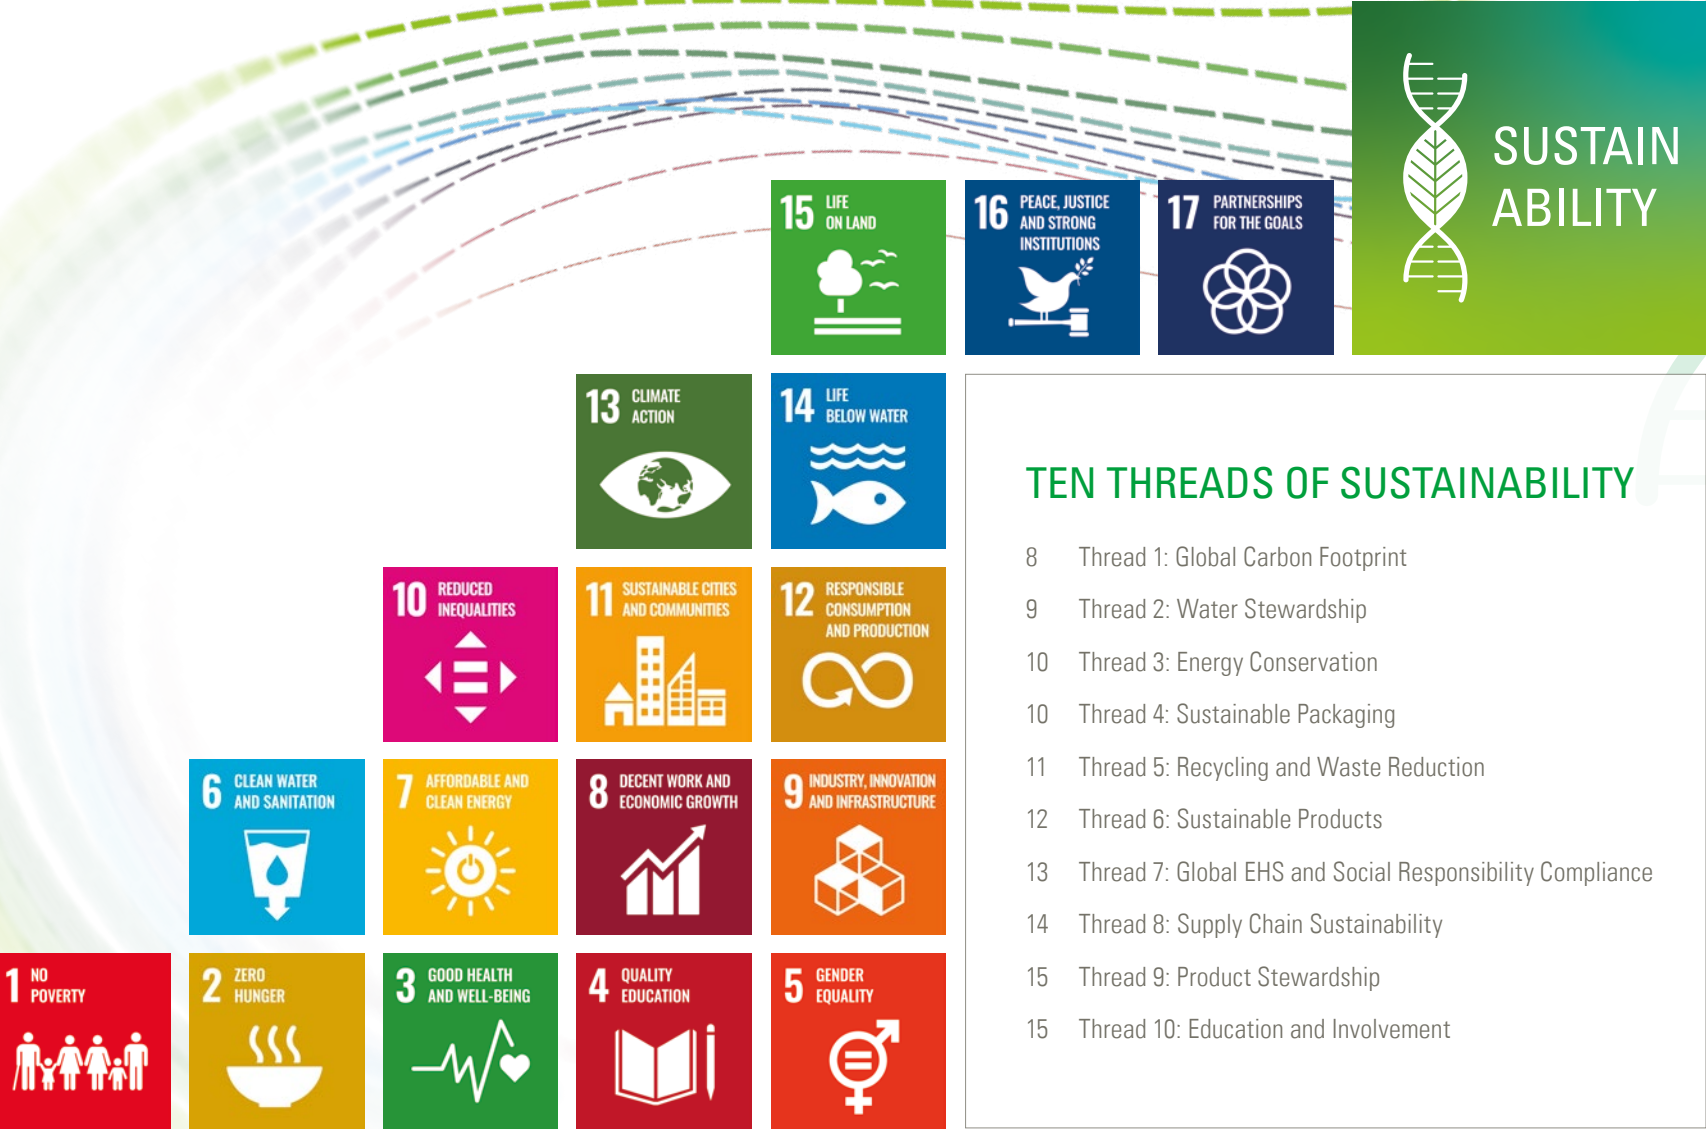 SUSTAIN
ABILITY
15 LIFE
ON LAND
16 PEACE, JUSTICE
AND STRONG
INSTITUTIONS
17 PARTNERSHIPS
FOR THE GOALS
13 CLIMATE
ACTION
14 LIFE
BELOW WATER
10 REDUCED
INEQUALITIES
11 SUSTAINABLE CITIES
AND COMMUNITIES
12 RESPONSIBLE
CONSUMPTION
AND PRODUCTION
6 CLEAN WATER
AND SANITATION
7 AFFORDABLE AND
CLEAN ENERGY
8 DECENT WORK AND
ECONOMIC GROWTH
9 INDUSTRY, INNOVATION
AND INFRASTRUCTURE
1 NO
POVERTY
2 ZERO
HUNGER
3 GOOD HEALTH
AND WELL-BEING
4 QUALITY
EDUCATION
5 GENDER
EQUALITY
TEN THREADS OF SUSTAINABILITY
8 Thread 1: Global Carbon Footprint
9 Thread 2: Water Stewardship
10 Thread 3: Energy Conservation
10 Thread 4: Sustainable Packaging
11 Thread 5: Recycling and Waste Reduction
12 Thread 6: Sustainable Products
13 Thread 7: Global EHS and Social Responsibility Compliance
14 Thread 8: Supply Chain Sustainability
15 Thread 9: Product Stewardship
15 Thread 10: Education and Involvement